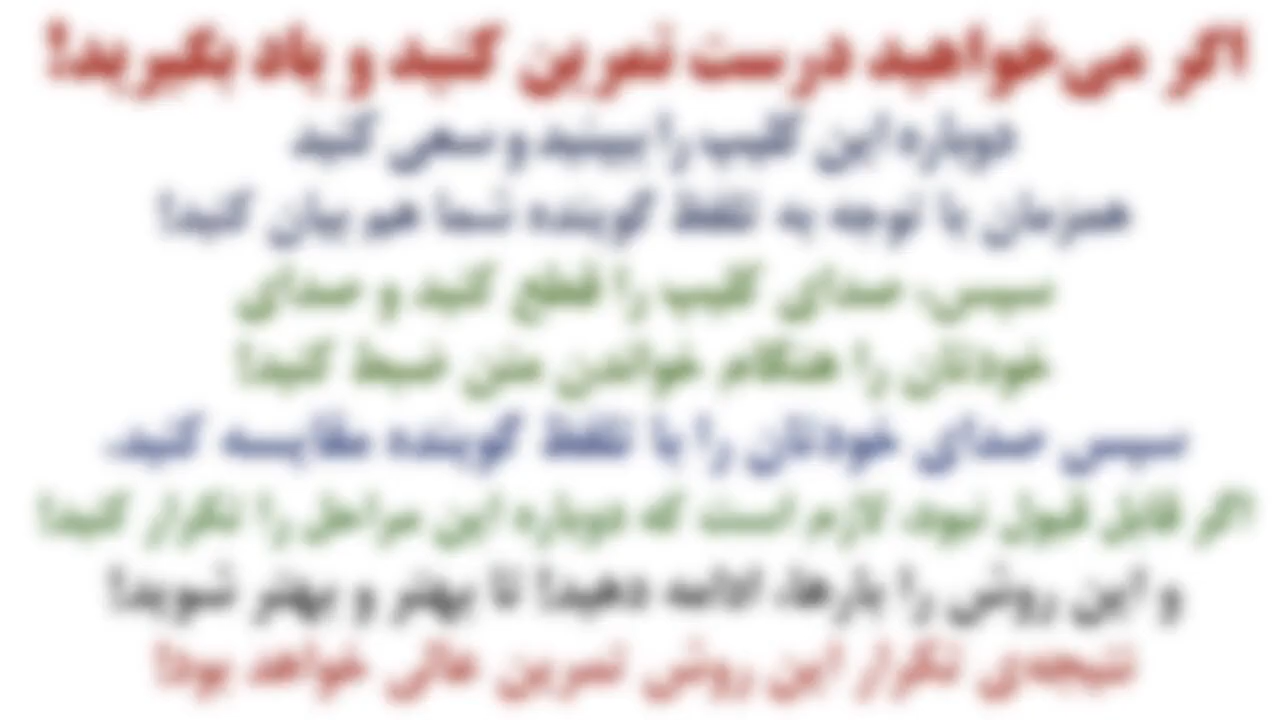 اگر می‌خواهید درست تمرین کنید و یاد بگیرید!
دوباره این کلیپ را ببینید و سعی کنید
همزمان با توجه به تلفظ گوینده شما هم بیان کنید!
سپس، صدای کلیپ را قطع کنید و صدای
خودتان را هنگام خواندن متن ضبط کنید!
سپس صدای خودتان را با تلفظ گوینده مقایسه کنید.
اگر قابل قبول نبود، لازم است که دوباره این مراحل را تکرار کنید!
و این روش را بارها، ادامه دهید! تا بهتر و بهتر شوید!
نتیجه‌ی تکرار این روش تمرین عالی خواهد بود!